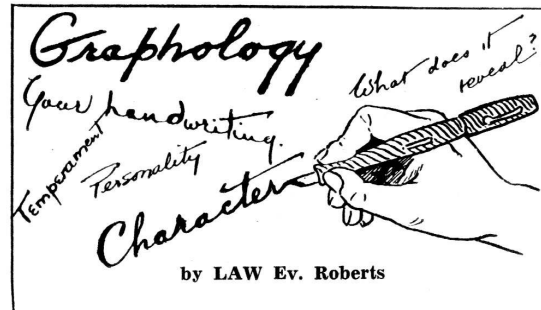 Graphology
What does it
reveal?
Your handwriting.
Temperament
Personality
Character
by LAW Ev. Roberts